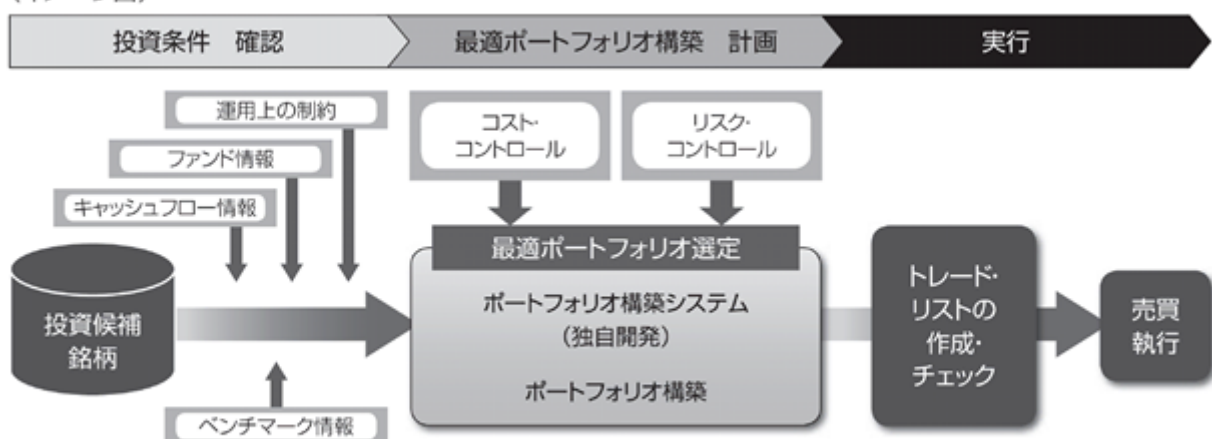 投資条件　確認
最適ポートフォリオ構築　計画
実行
運用上の制約
ファンド情報
キャッシュフロー情報
コスト・
コントロール
リスク・
コントロール
投資候補
銘柄
最適ポートフォリオ選定
ポートフォリオ構築システム
（独自開発）
ポートフォリオ構築
トレード・
リストの
作成・
チェック
売買
執行
ベンチマーク情報